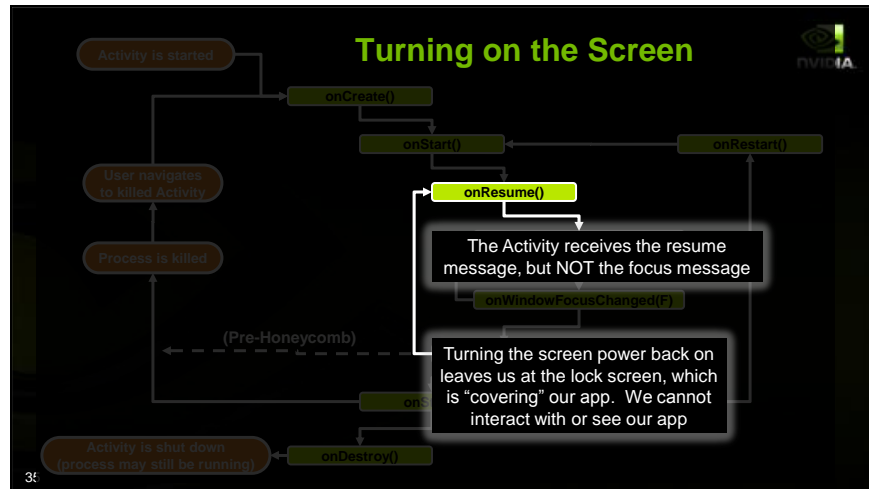 Turning on the Screen
NVIDIA
Activity is started
onCreate()
onStart()
onRestart()
User navigates
to killed Activity
onResume()
The Activity receives the resume
message, but NOT the focus message
Process is killed
onWindowFocusChanged(F)
(Pre-Honeycomb)
Turning the screen power back on
leaves us at the lock screen, which
is “covering” our app. We cannot
interact with or see our app
onS
Activity is shut down
(process may still be running)
onDestroy()
35